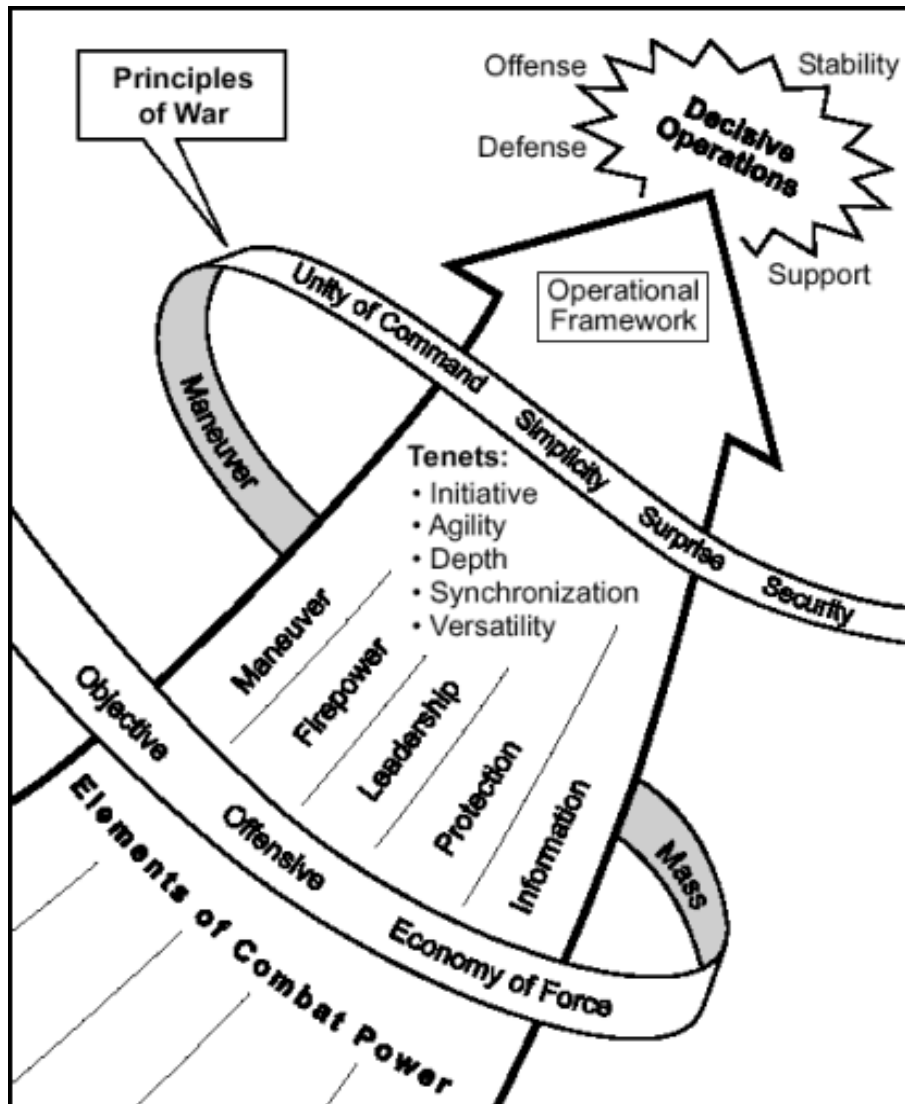 Principles
of War
Offense
Stability
Decisive
Operations
Defense
Support
Operational
Framework
Unity of Command
Simplicity
Surprise
Security
Maneuver
Tenets:
• Initiative
• Agility
• Depth
• Synchronization
• Versatility
Maneuver
Firepower
Leadership
Protection
Information
Objective
Offensive
Economy of Force
Mass
Elements of Combat Power